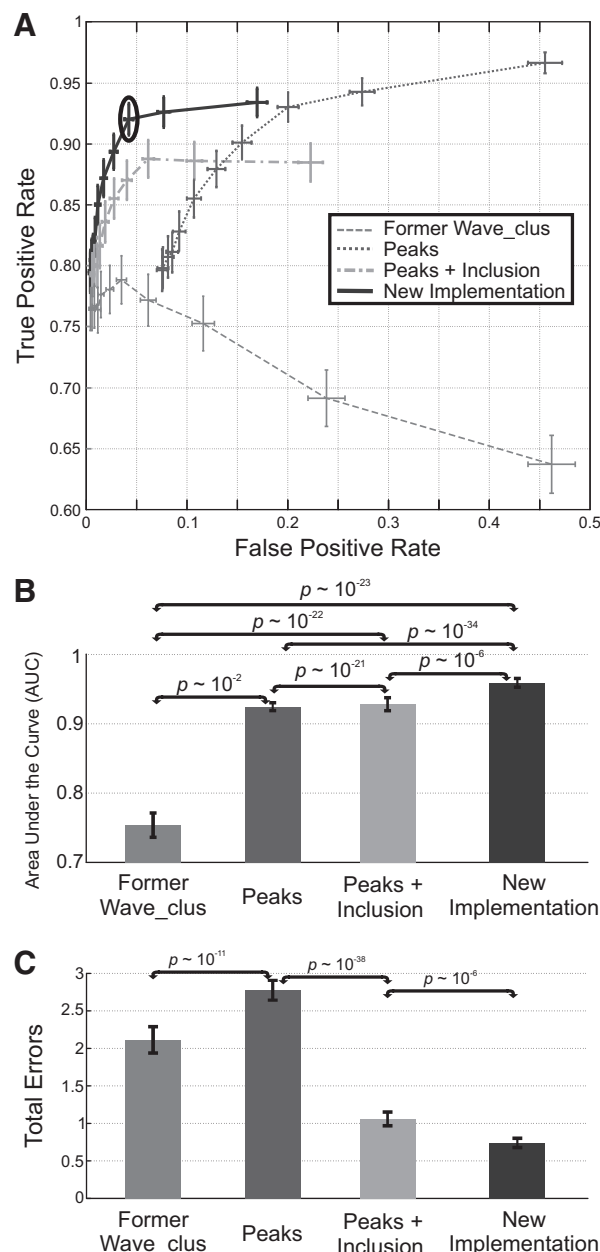 A
1
0.95
0.90
0.85
0.80
0.75
0.70
0.65
0.60
True Positive Rate
Former Wave_clus
Peaks
Peaks + Inclusion
New Implementation
0 0.1 0.2 0.3 0.4 0.5
False Positive Rate
B
p ~ 10-23
p ~ 10-22
p ~ 10-34
p ~ 10-2
p ~ 10-21
p ~ 10-6
1
0.9
0.8
0.7
Area Under the Curve (AUC)
Former Wave_clus
Peaks
Peaks + Inclusion
New Implementation
C
p ~ 10-11
p ~ 10-38
p ~ 10-6
3
2.5
2
1.5
1
0.5
0
Total Errors
Former Wave_clus
Peaks
Peaks + Inclusion
New Implementation